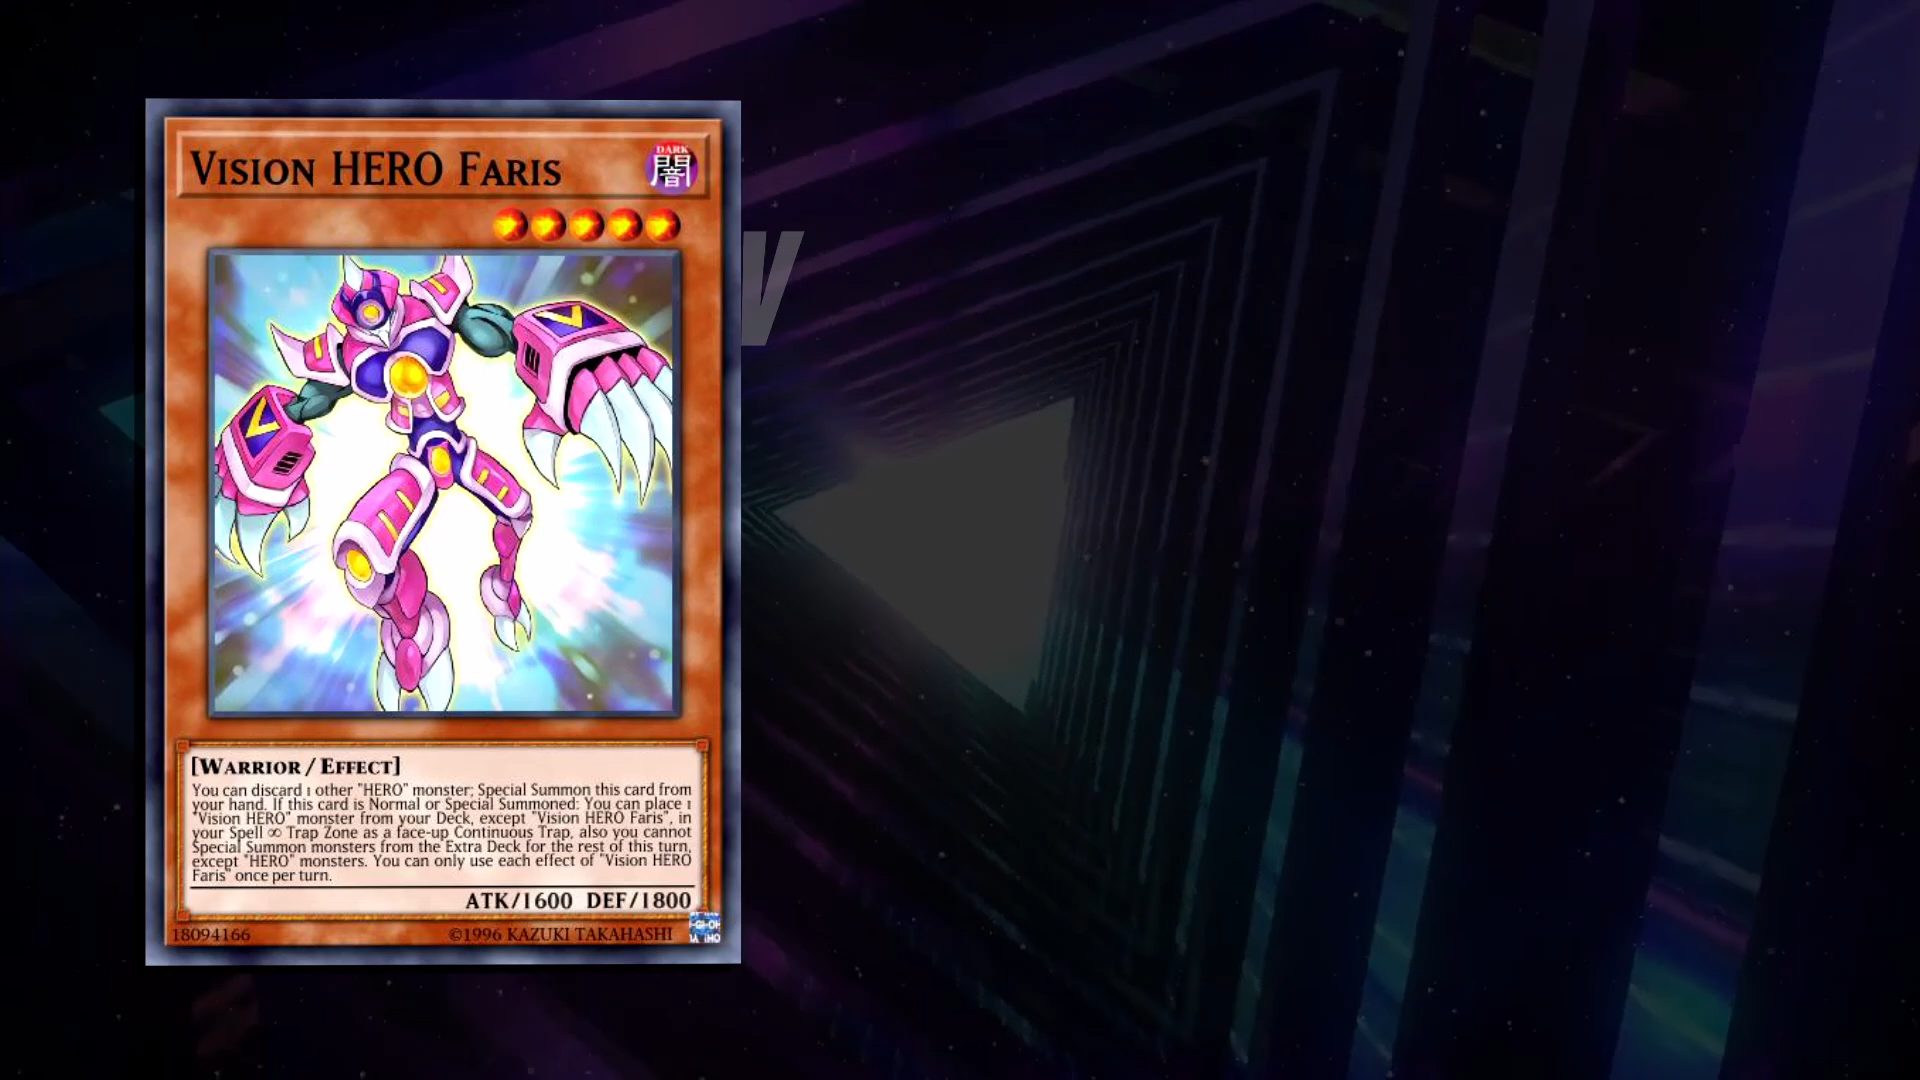 VISION HERO FARIS
DARK
闇
V
V
V
[WARRIOR / EFFECT]
You can discard 1 other "HERO" monster; Special Summon this card from
your hand. If this card is Normal or Special Summoned: You can place 1
"Vision HERO" monster from your Deck, except "Vision HERO Faris", in
your Spell ∞ Trap Zone as a face-up Continuous Trap, also you cannot
Special Summon monsters from the Extra Deck for the rest of this turn,
except "HERO" monsters. You can only use each effect of "Vision HERO
Faris" once per turn.
ATK/1600 DEF/1800
18094166
©1996 KAZUKI TAKAHASHI